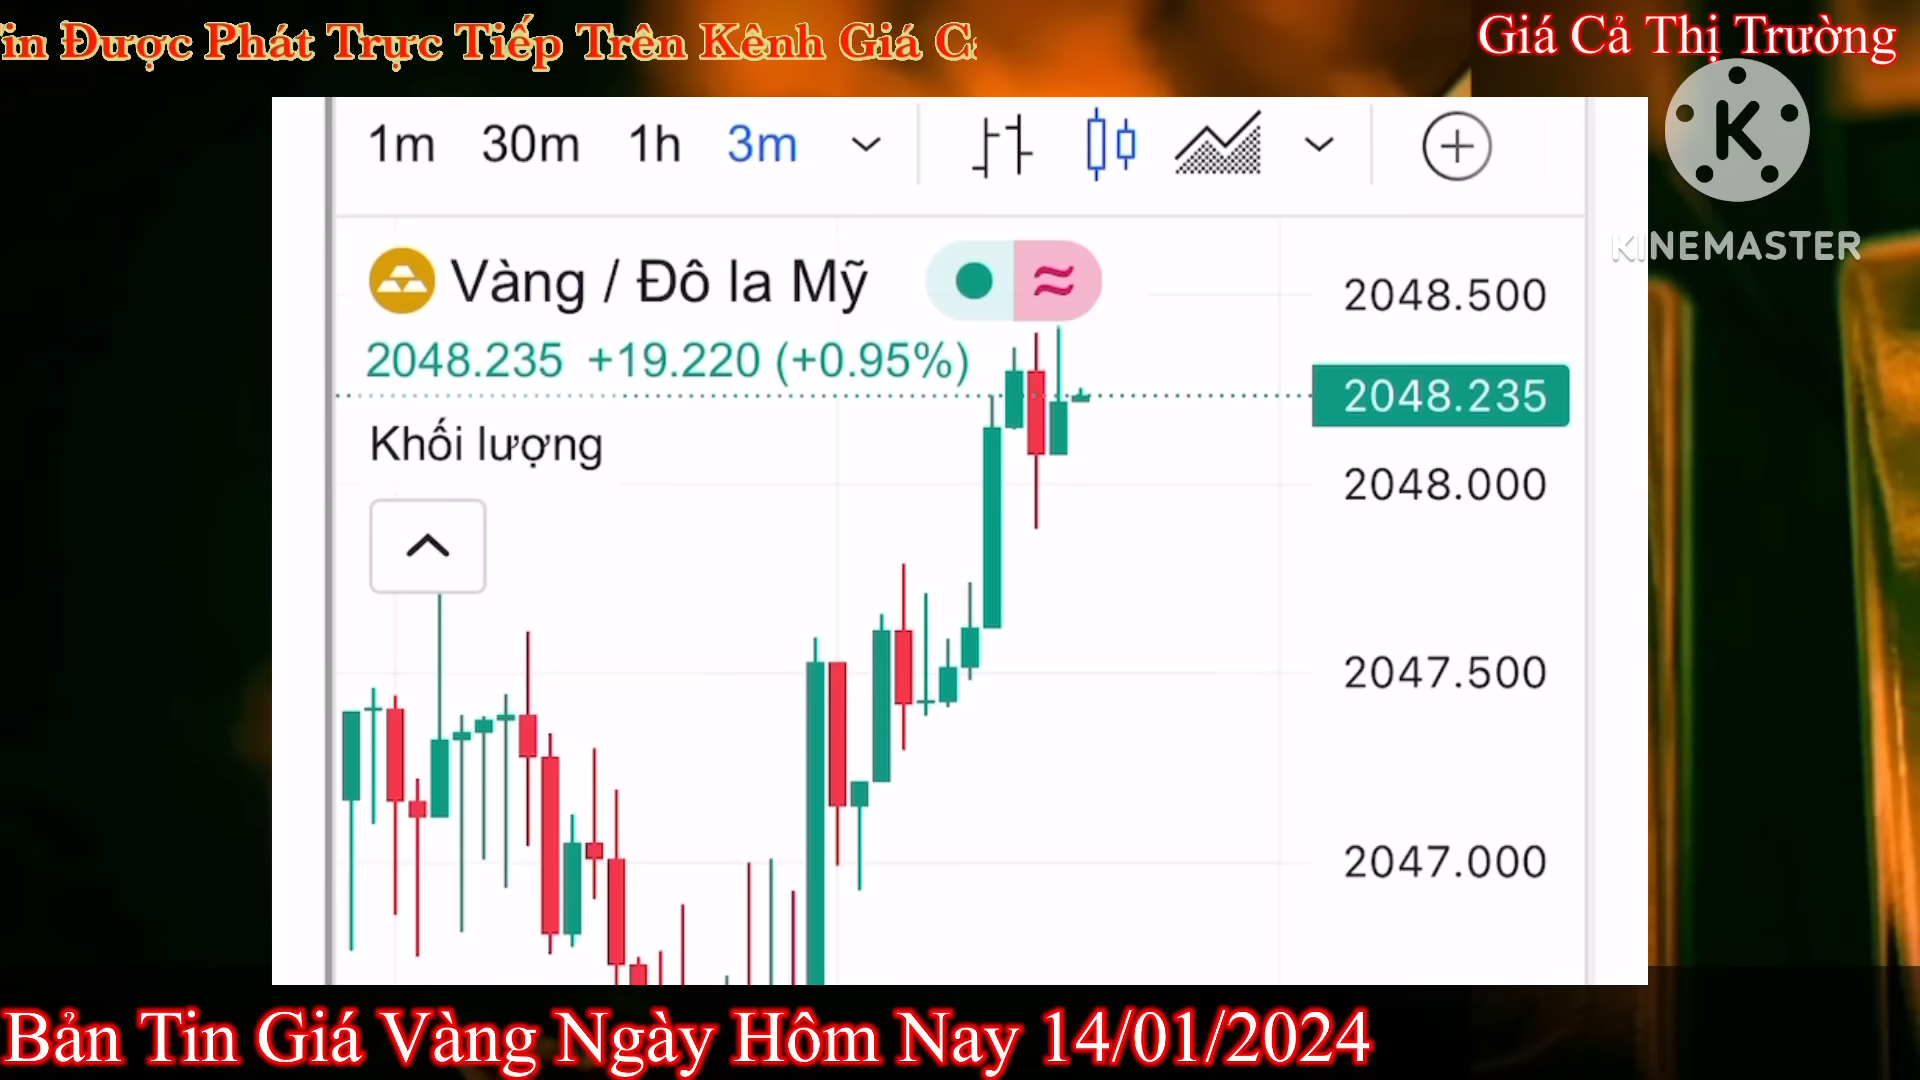 in Được Phát Trực Tiếp Trên Kênh Giá C
Giá Cả Thị Trường
K
KINEMASTER
1m 30m 1h 3m
Vàng / Đô la Mỹ
2048.235 +19.220 (+0.95%)
Khối lượng
2048.500
2048.235
2048.000
2047.500
2047.000
Bản Tin Giá Vàng Ngày Hôm Nay 14/01/2024